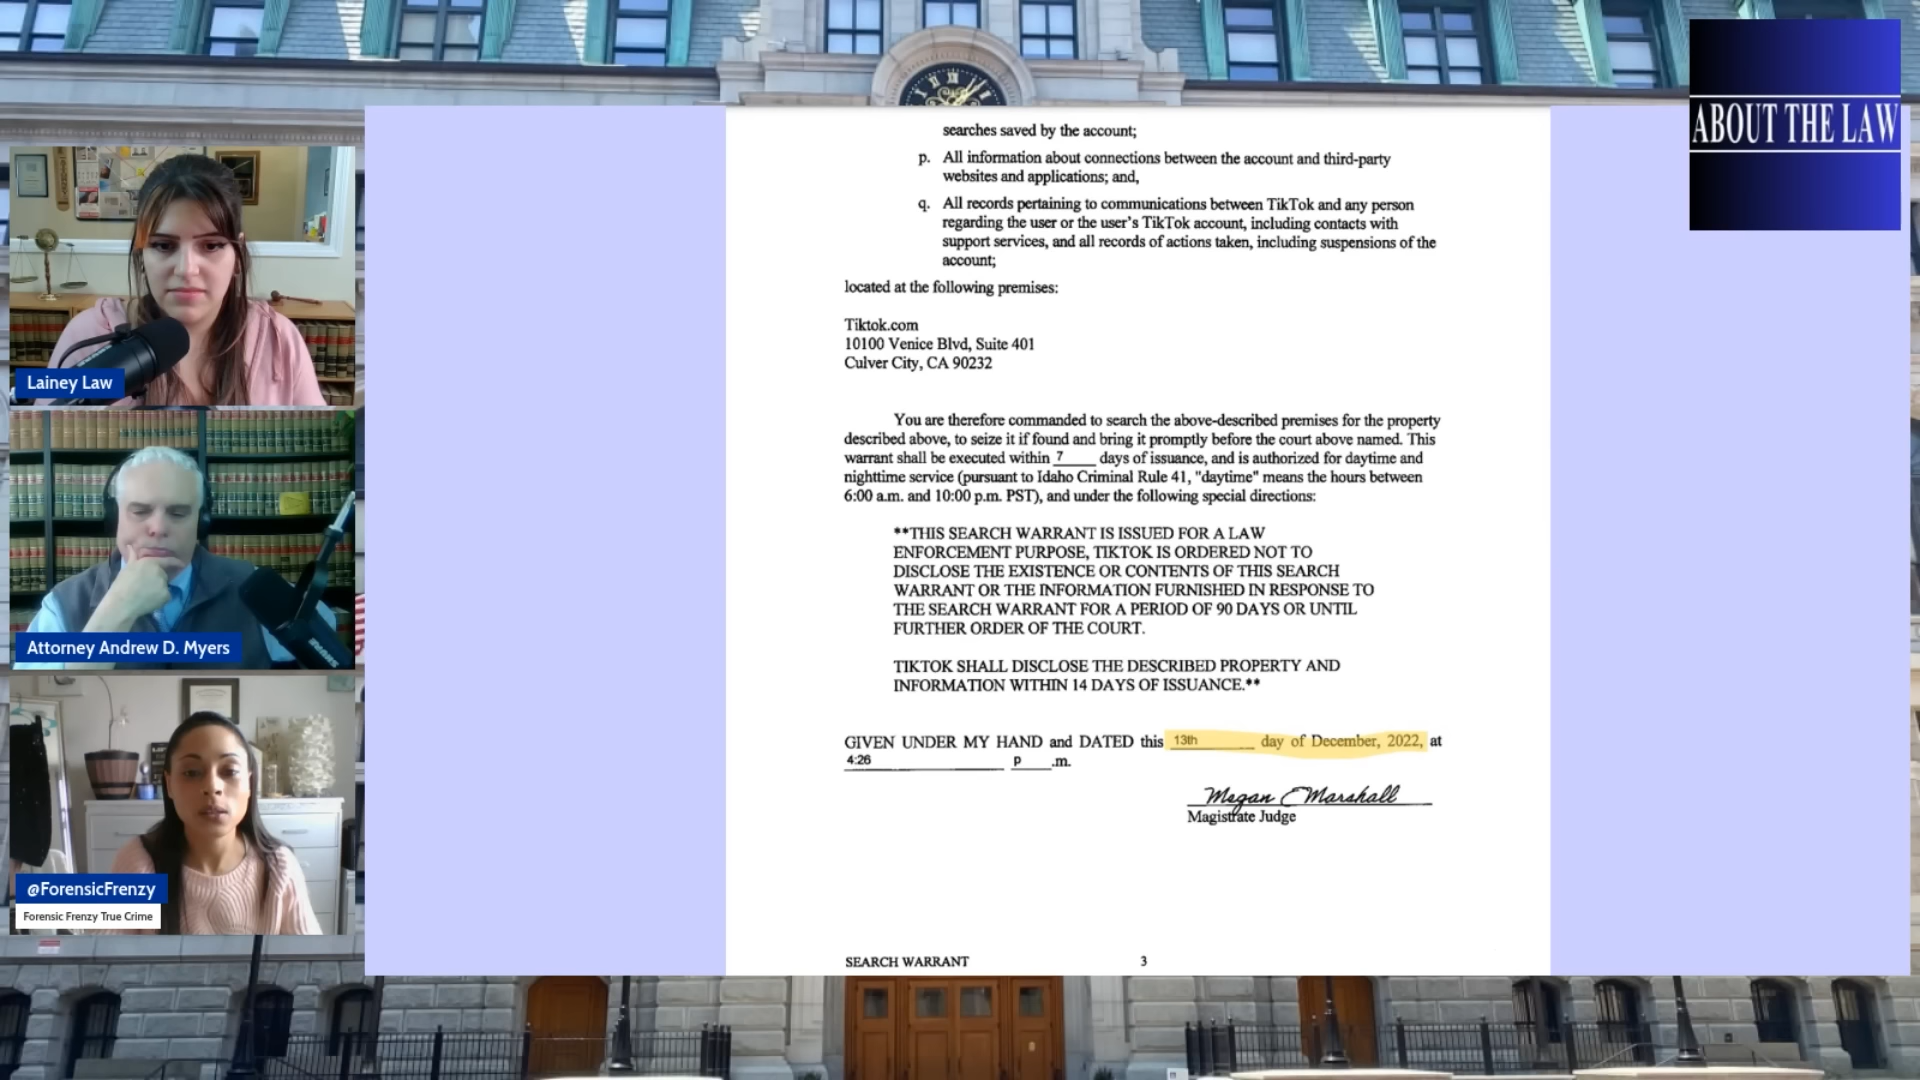 ABOUT THE LAW
searches saved by the account;
p. All information about connections between the account and third-party
websites and applications; and,
q. All records pertaining to communications between TikTok and any person
regarding the user or the user's TikTok account, including contacts with
support services, and all records of actions taken, including suspensions of the
account;
located at the following premises:
Tiktok.com
10100 Venice Blvd, Suite 401
Culver City, CA 90232
You are therefore commanded to search the above-described premises for the property
described above, to seize it if found and bring it promptly before the court above named. This
warrant shall be executed within 7 days of issuance, and is authorized for daytime and
nighttime service (pursuant to Idaho Criminal Rule 41, "daytime" means the hours between
6:00 a.m. and 10:00 p.m. PST), and under the following special directions:
**THIS SEARCH WARRANT IS ISSUED FOR A LAW
ENFORCEMENT PURPOSE, TIKTOK IS ORDERED NOT TO
DISCLOSE THE EXISTENCE OR CONTENTS OF THIS SEARCH
WARRANT OR THE INFORMATION FURNISHED IN RESPONSE TO
THE SEARCH WARRANT FOR A PERIOD OF 90 DAYS OR UNTIL
FURTHER ORDER OF THE COURT.
TIKTOK SHALL DISCLOSE THE DESCRIBED PROPERTY AND
INFORMATION WITHIN 14 DAYS OF ISSUANCE.**
GIVEN UNDER MY HAND and DATED this 13th day of December, 2022, at
4:26 p .m.
Megan E Marshall
Magistrate Judge
SEARCH WARRANT 3
Lainey Law
Attorney Andrew D. Myers
@ForensicFrenzy
Forensic Frenzy True Crime